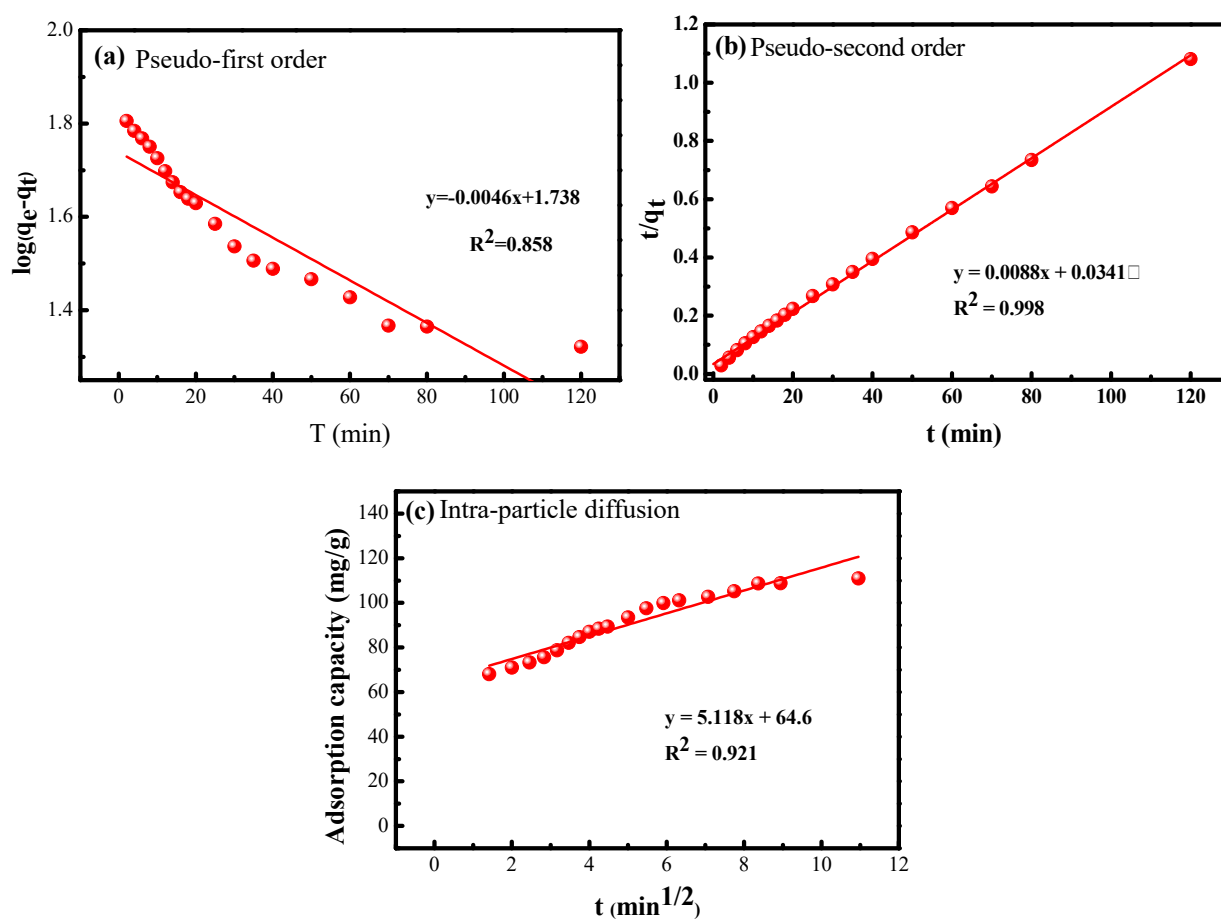 (a) Pseudo-first order
2.0
1.8
1.6
1.4
log(qe-qt)
y=-0.0046x+1.738
R2=0.858
0 20 40 60 80 100 120
T (min)
(b) Pseudo-second order
1.2
1.0
0.8
0.6
0.4
0.2
0.0
t/qt
y = 0.0088x + 0.0341□
R2 = 0.998
0 20 40 60 80 100 120
t (min)
(c) Intra-particle diffusion
140
120
100
80
60
40
20
0
Adsorption capacity (mg/g)
y = 5.118x + 64.6
R2 = 0.921
0 2 4 6 8 10 12
t (min1/2)